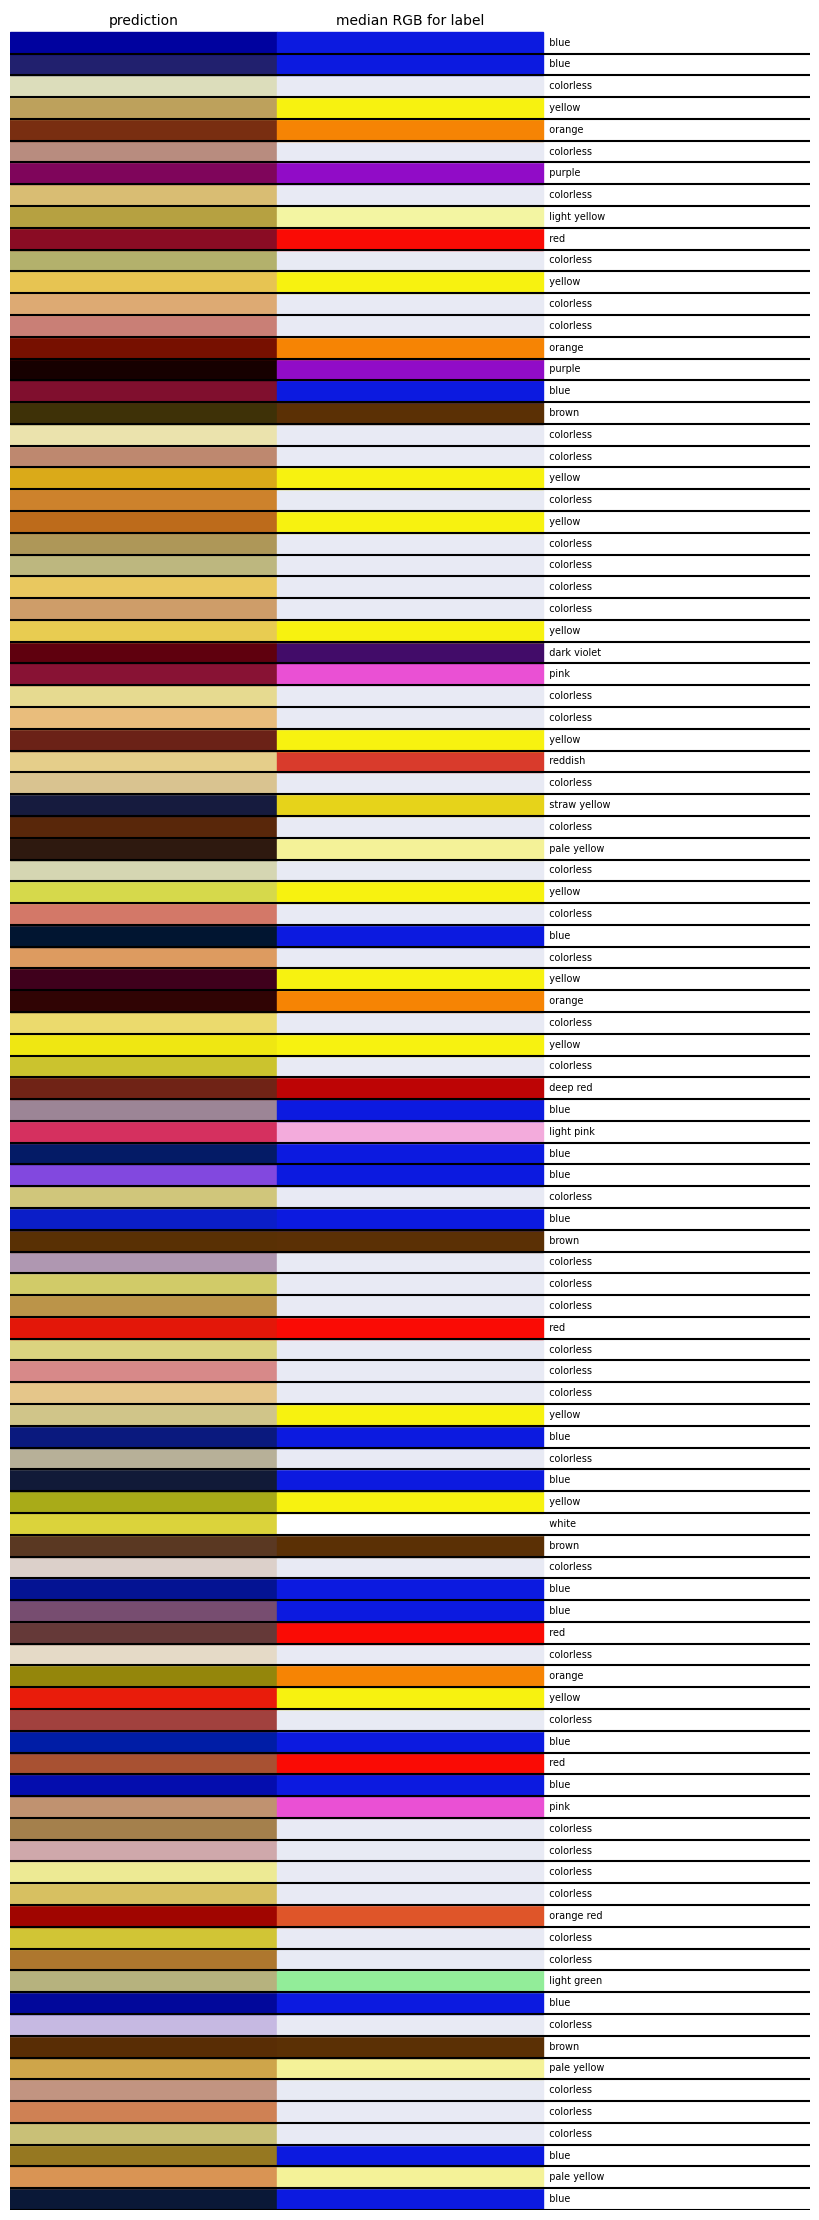 prediction median RGB for label
blue
blue
colorless
yellow
orange
colorless
purple
colorless
light yellow
red
colorless
yellow
colorless
colorless
orange
purple
blue
brown
colorless
colorless
yellow
colorless
yellow
colorless
colorless
colorless
colorless
yellow
dark violet
pink
colorless
colorless
yellow
reddish
colorless
straw yellow
colorless
pale yellow
colorless
yellow
colorless
blue
colorless
yellow
orange
colorless
yellow
colorless
deep red
blue
light pink
blue
blue
colorless
blue
brown
colorless
colorless
colorless
red
colorless
colorless
colorless
yellow
blue
colorless
blue
yellow
white
brown
colorless
blue
blue
red
colorless
orange
yellow
colorless
blue
red
blue
pink
colorless
colorless
colorless
colorless
orange red
colorless
colorless
light green
blue
colorless
brown
pale yellow
colorless
colorless
colorless
blue
pale yellow
blue